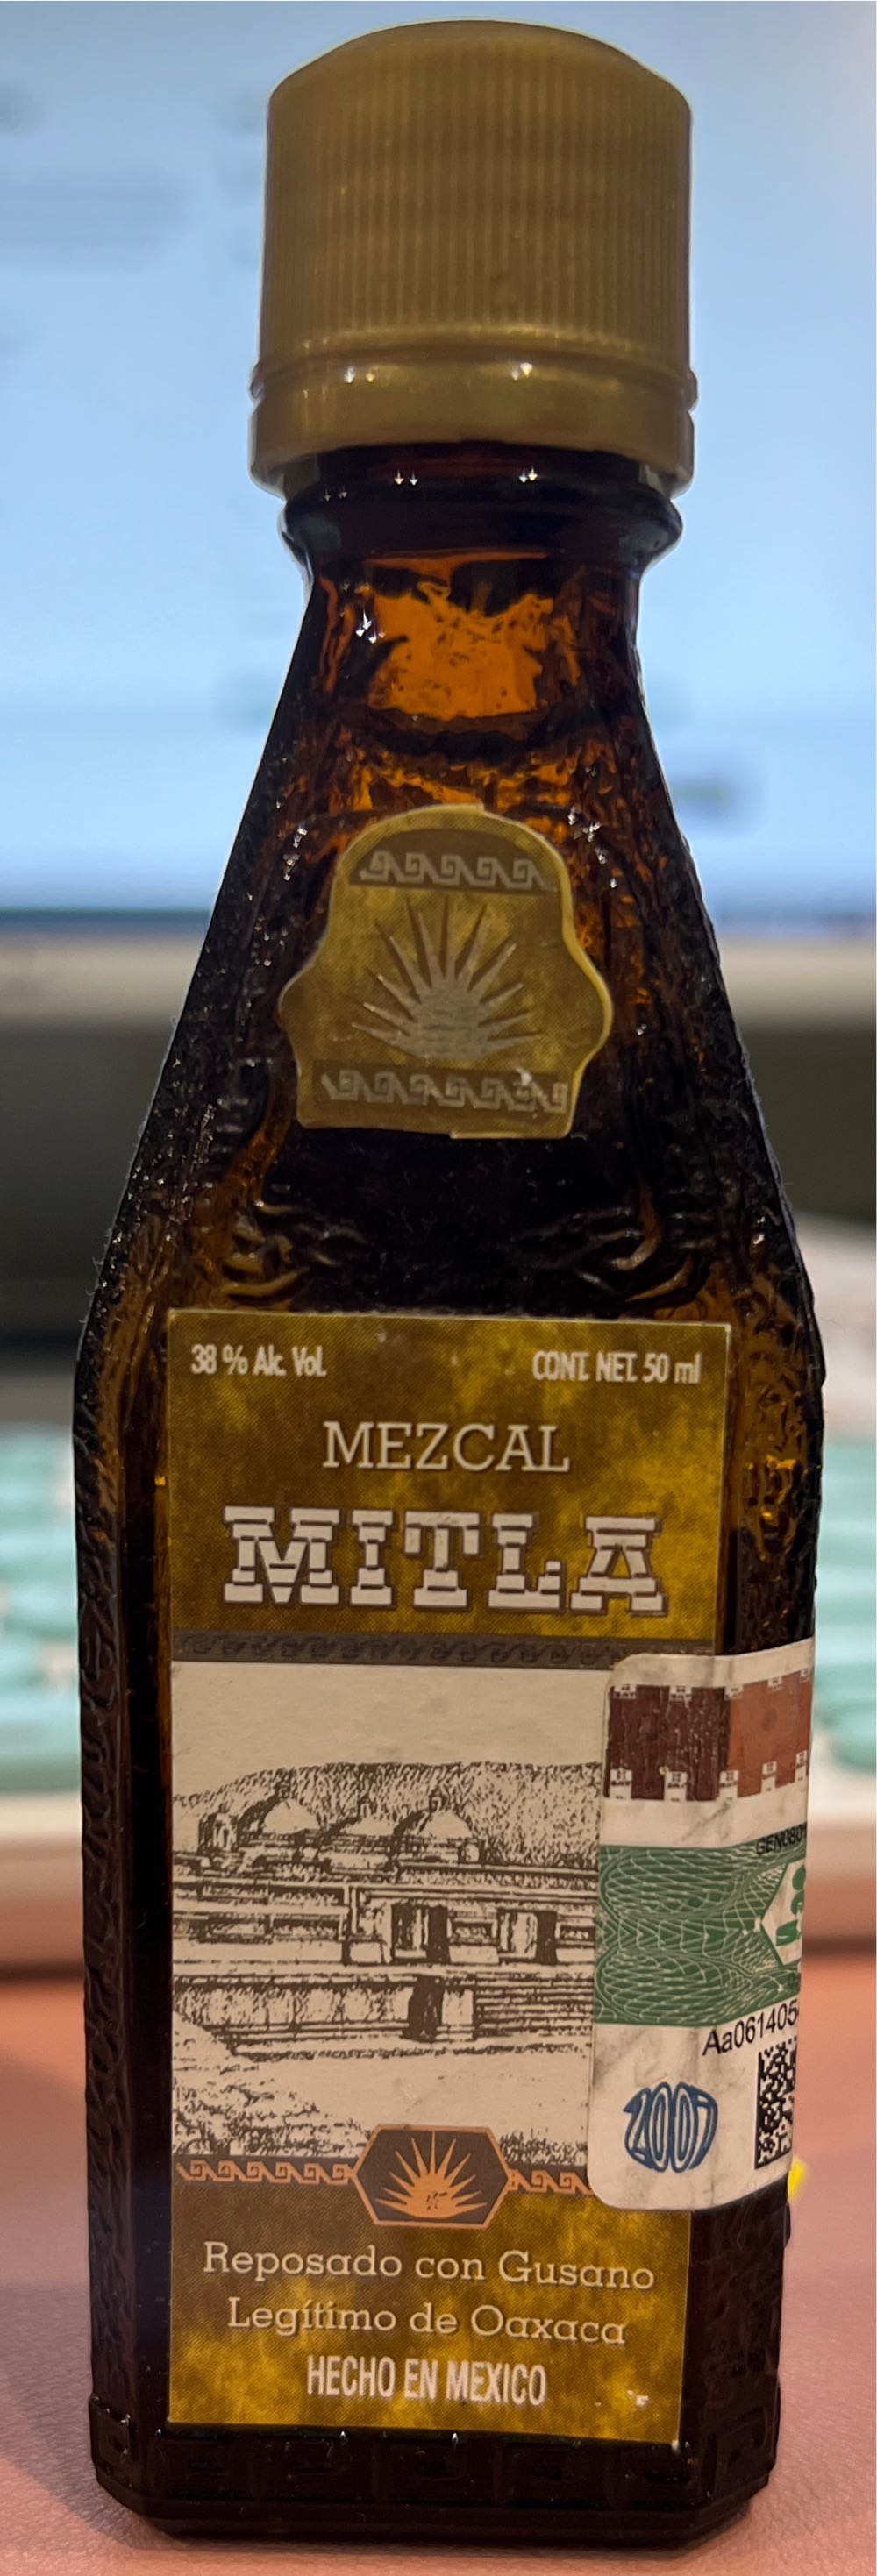 38 % Alc. Vol.
CONT. NET. 50 ml
MEZCAL
MITLA
Aa061405
Reposado con Gusano
Legítimo de Oaxaca
HECHO EN MEXICO